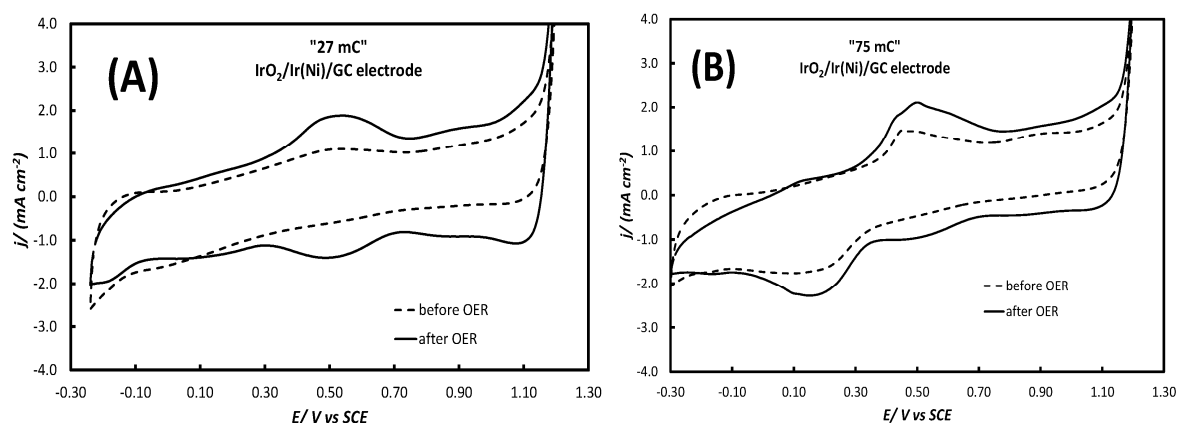 (A)
"27 mC"
IrO₂/Ir(Ni)/GC electrode
j/ (mA cm⁻²)
4.0
3.0
2.0
1.0
0.0
-1.0
-2.0
-3.0
-4.0
before OER
after OER
-0.30 -0.10 0.10 0.30 0.50 0.70 0.90 1.10 1.30
E/ V vs SCE
(B)
"75 mC"
IrO₂/Ir(Ni)/GC electrode
j/ (mA cm⁻²)
4.0
3.0
2.0
1.0
0.0
-1.0
-2.0
-3.0
-4.0
before OER
after OER
-0.30 -0.10 0.10 0.30 0.50 0.70 0.90 1.10 1.30
E/ V vs SCE